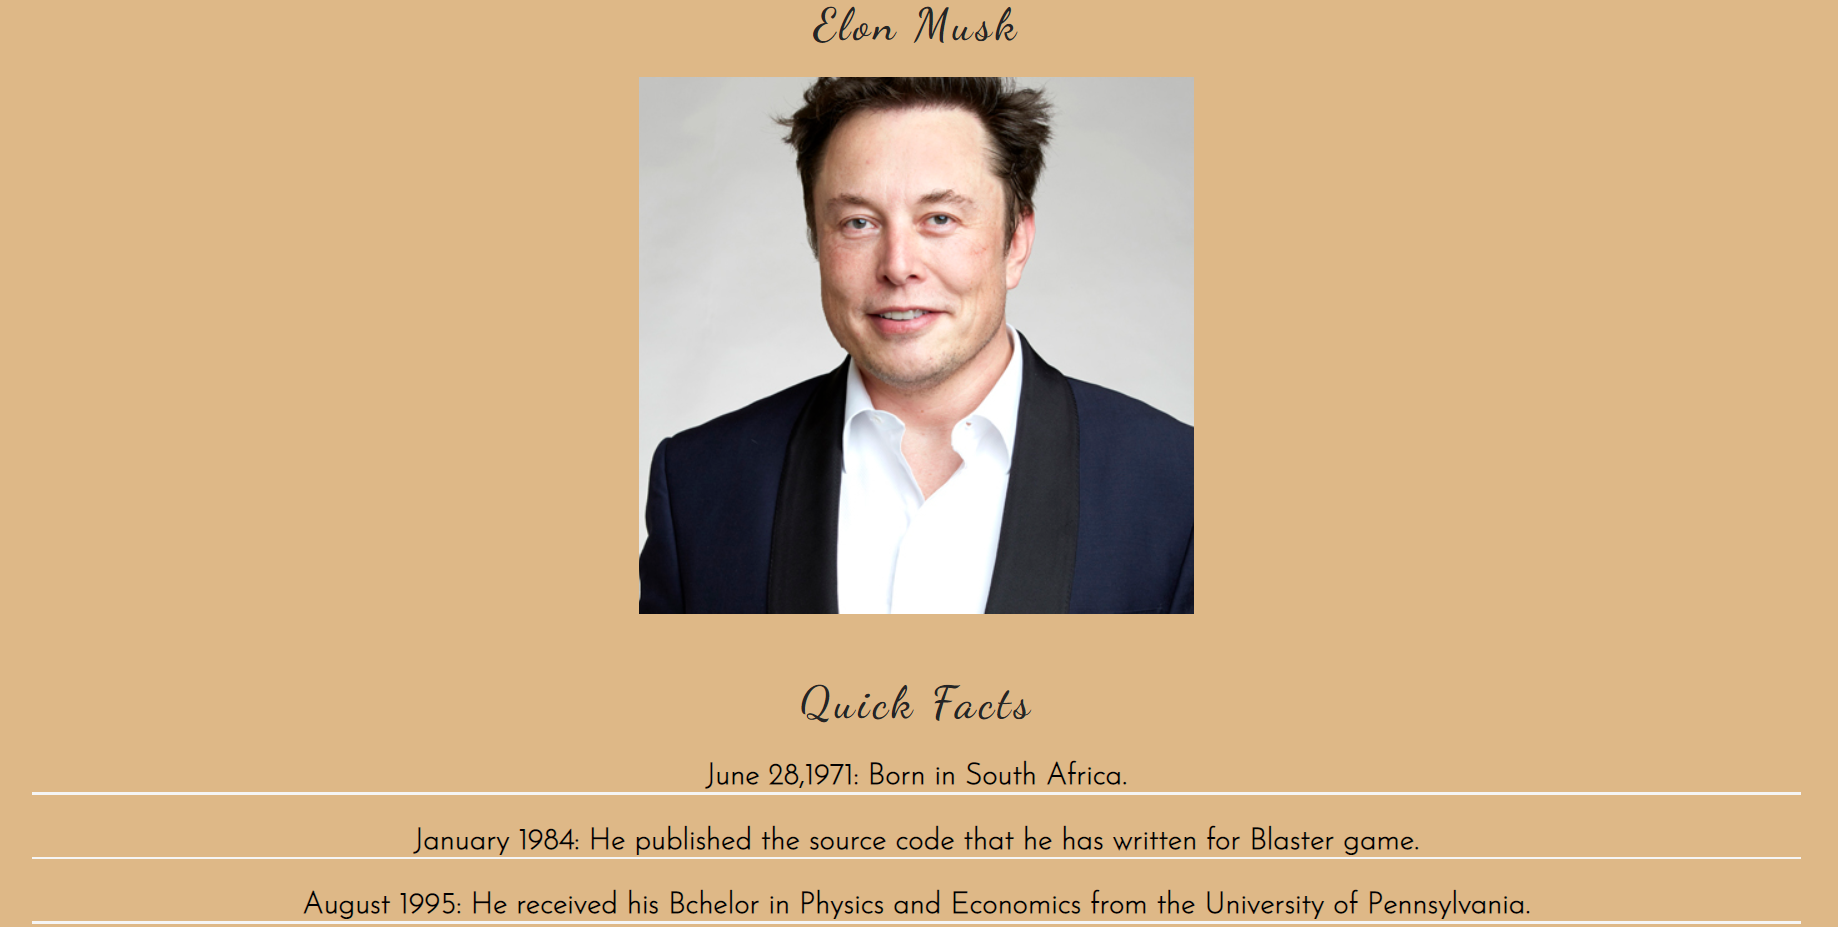 Elon Musk
Quick Facts
June 28,1971: Born in South Africa.
January 1984: He published the source code that he has written for Blaster game.
August 1995: He received his Bchelor in Physics and Economics from the University of Pennsylvania.